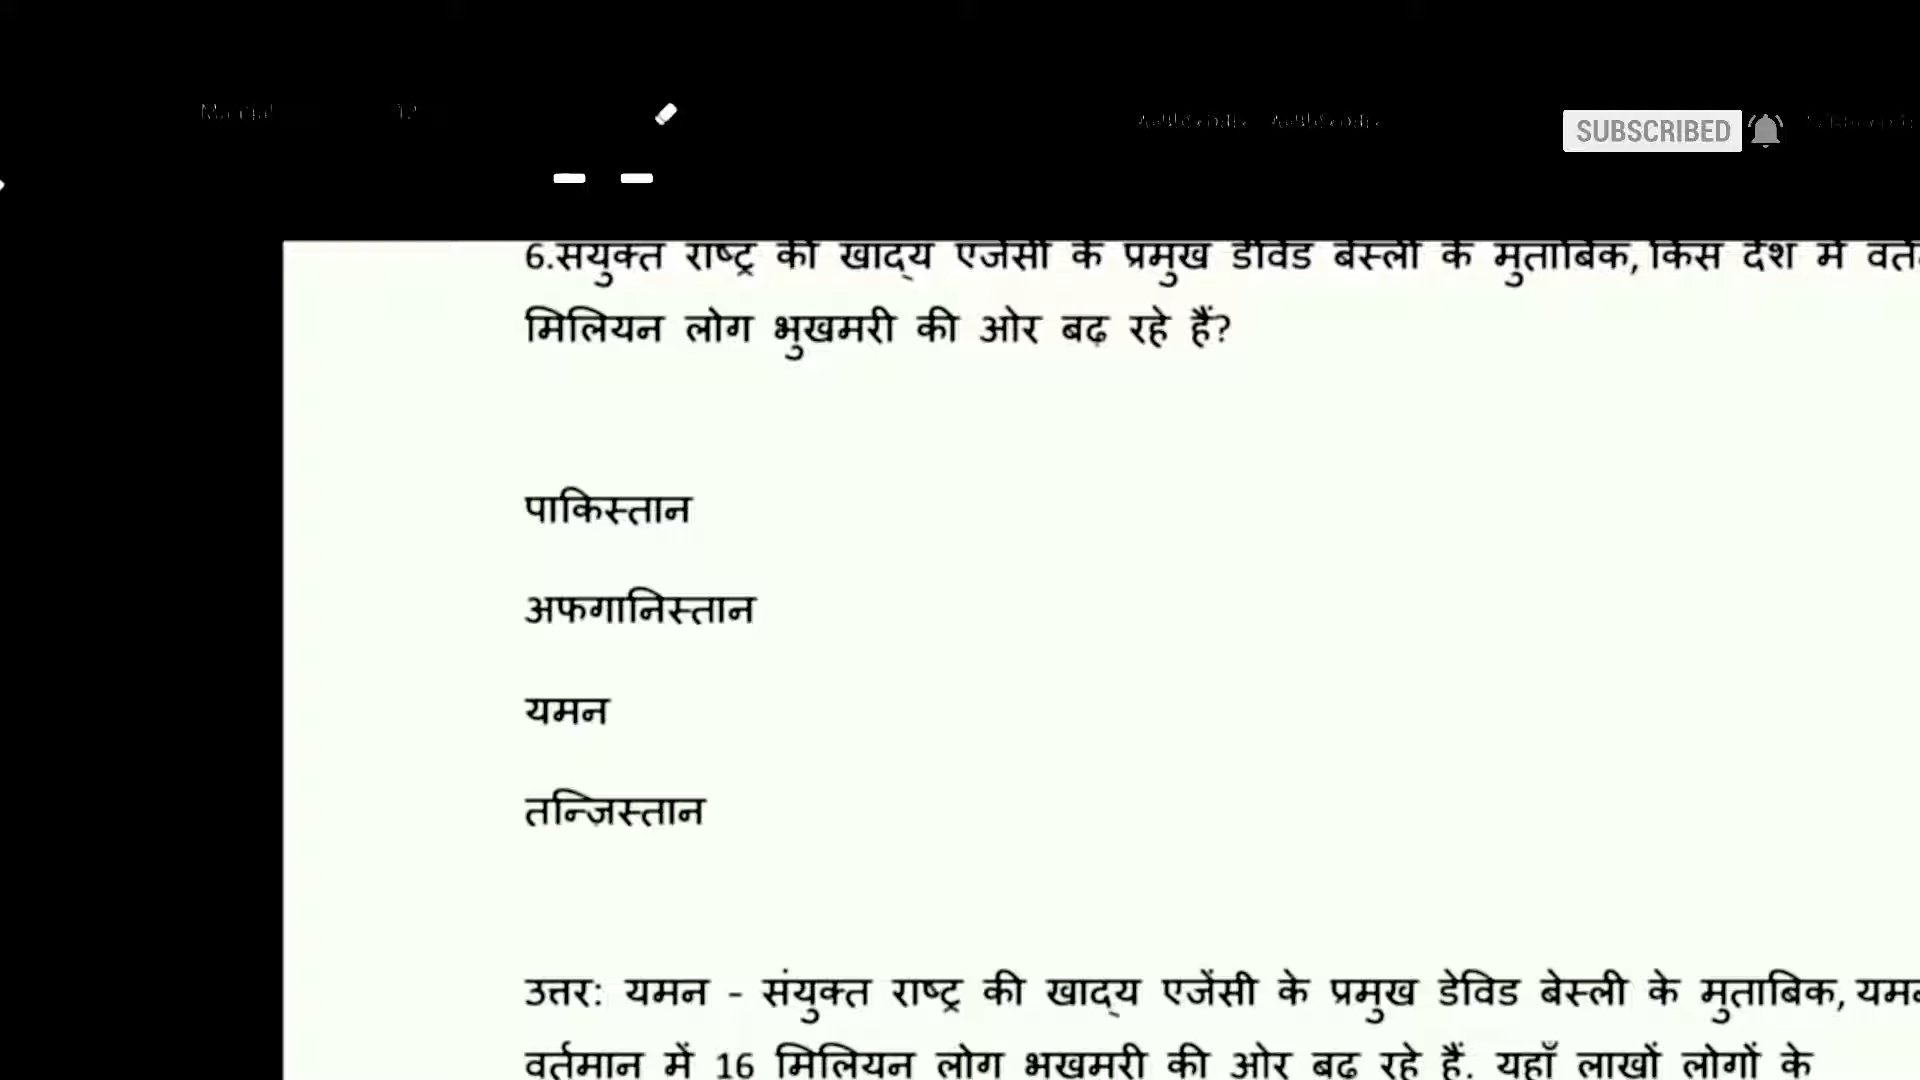 SUBSCRIBED
6.संयुक्त राष्ट्र की खाद्य एजेंसी के प्रमुख डेविड बेस्ली के मुताबिक, किस देश में
मिलियन लोग भुखमरी की ओर बढ़ रहे हैं?
पाकिस्तान
अफगानिस्तान
यमन
तन्ज़िस्तान
उत्तर: यमन - संयुक्त राष्ट्र की खाद्य एजेंसी के प्रमुख डेविड बेस्ली के मुताबिक, यमन
वर्तमान में 16 मिलियन लोग भुखमरी की ओर बढ़ रहे हैं. यहाँ लाखों लोगों के